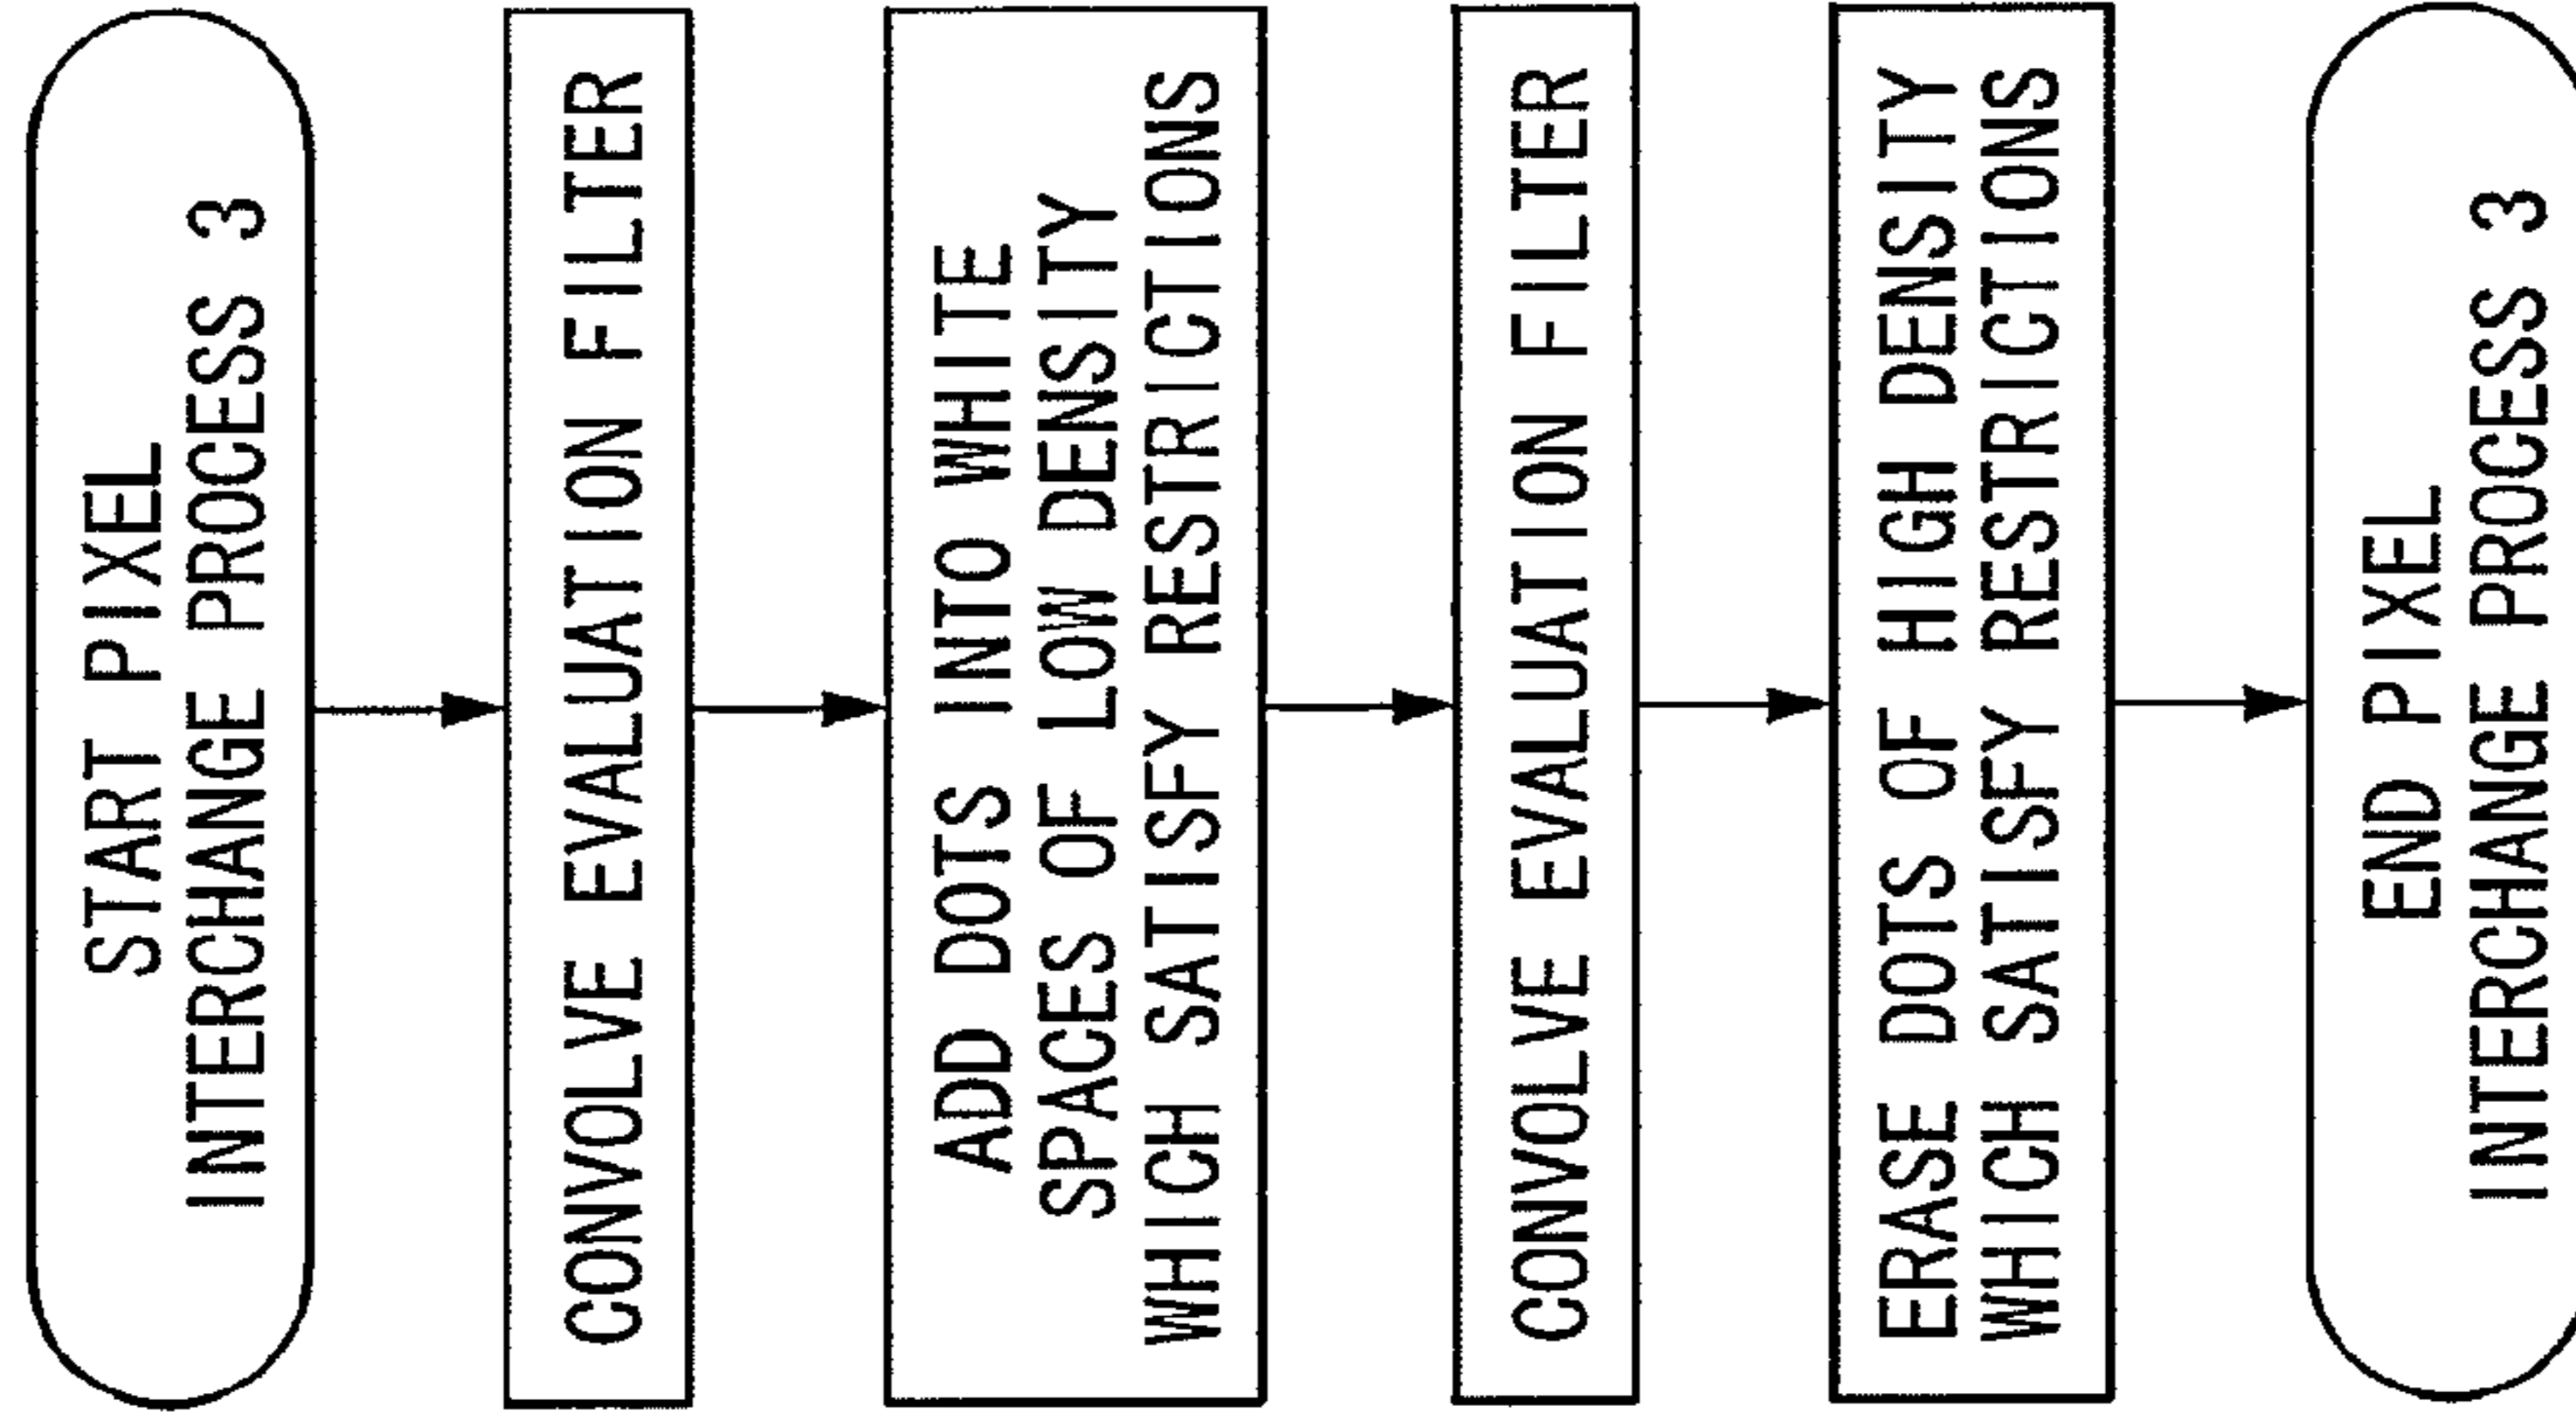 START PIXEL
INTERCHANGE PROCESS 3
CONVOLVE EVALUATION FILTER
ADD DOTS INTO WHITE
SPACES OF LOW DENSITY
WHICH SATISFY RESTRICTIONS
CONVOLVE EVALUATION FILTER
ERASE DOTS OF HIGH DENSITY
WHICH SATISFY RESTRICTIONS
END PIXEL
INTERCHANGE PROCESS 3